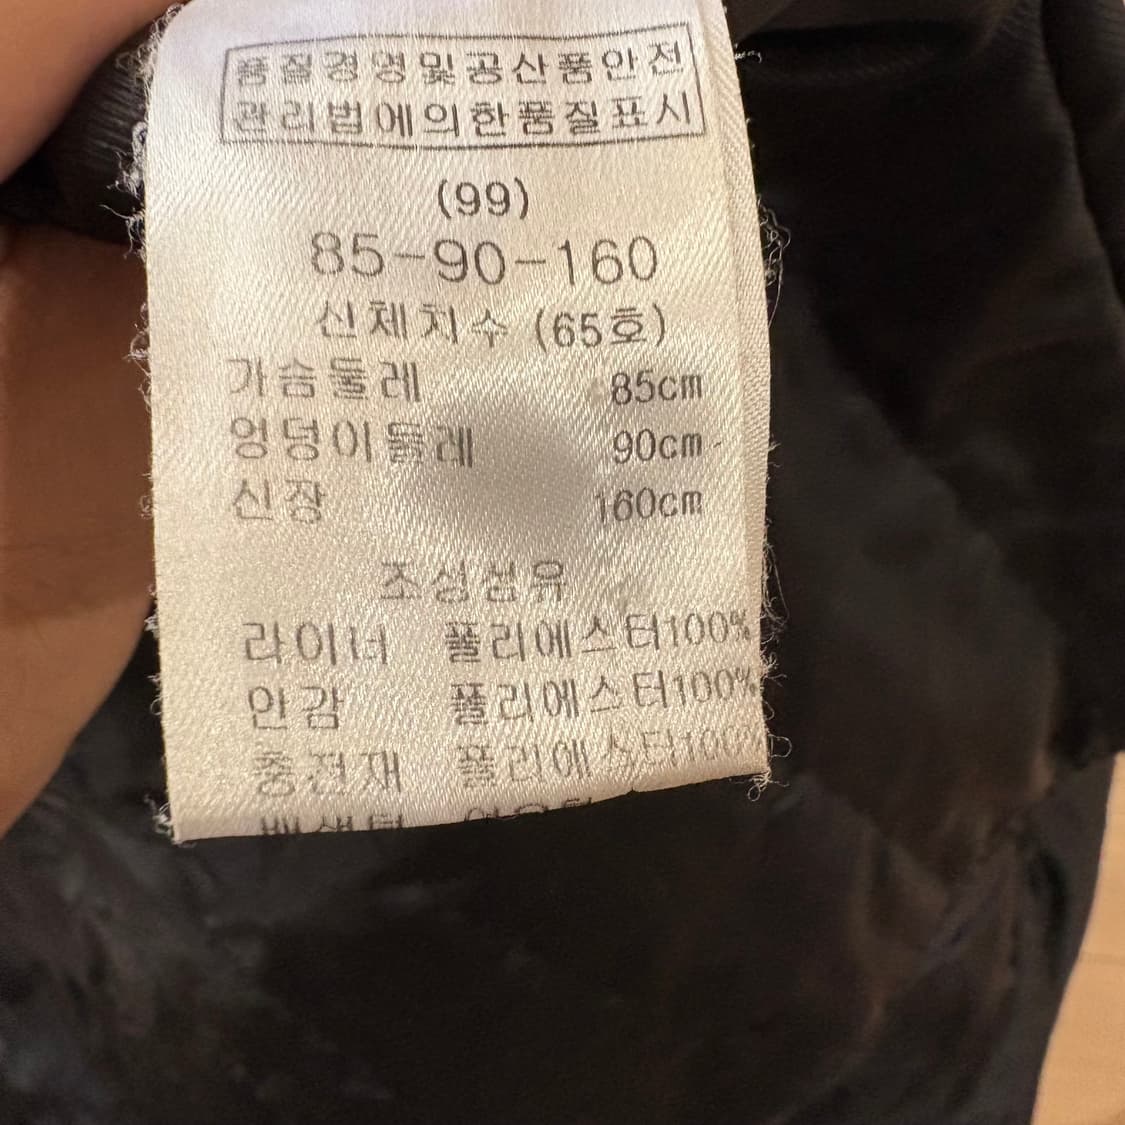 품질경영및공산품안전
관리법에의한품질표시
(99)
85-90-160
신체치수 (65호)
가슴둘레 85cm
엉덩이둘레 90cm
신장 160cm
조성섬유
라이너 폴리에스터100%
안감 폴리에스터100%
충전재 폴리에스터100%